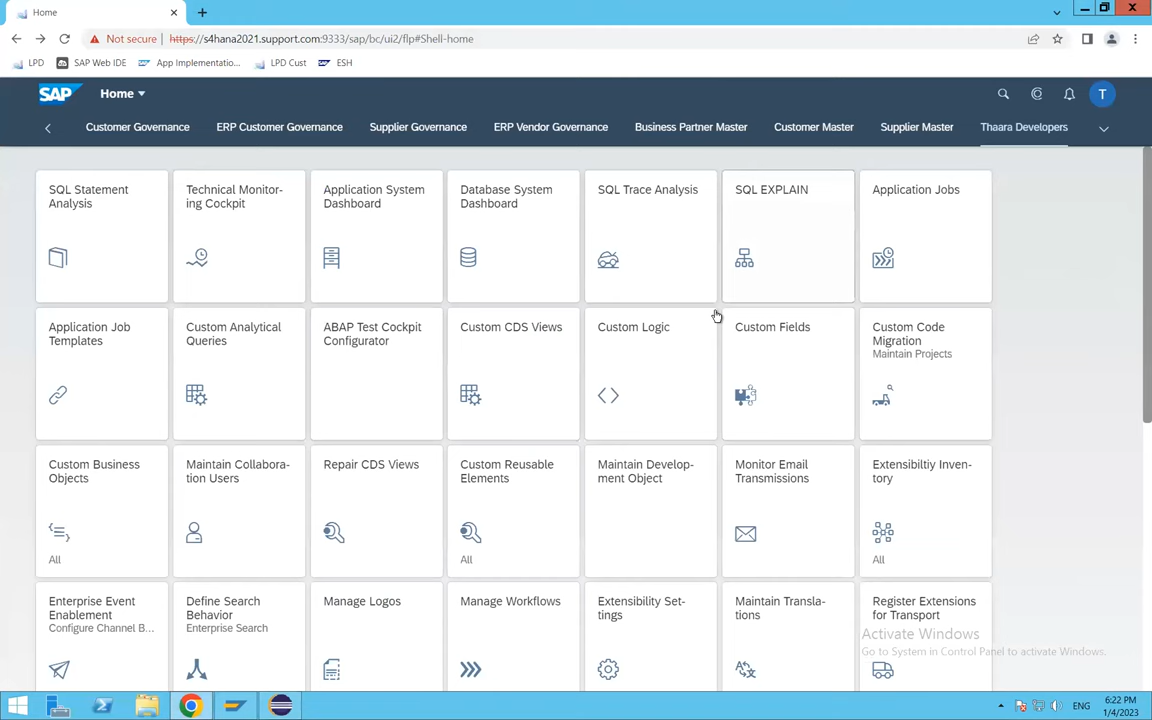 Home
Not secure https://s4hana2021.support.com:9333/sap/bc/ui2/flp#Shell-home
LPD SAP Web IDE App Implementatio... LPD Cust ESH
SAP Home T
Customer Governance ERP Customer Governance Supplier Governance ERP Vendor Governance Business Partner Master Customer Master Supplier Master Thaara Developers
SQL Statement
Analysis
Technical Monitor-
ing Cockpit
Application System
Dashboard
Database System
Dashboard
SQL Trace Analysis
SQL EXPLAIN
Application Jobs
Application Job
Templates
Custom Analytical
Queries
ABAP Test Cockpit
Configurator
Custom CDS Views
Custom Logic
Custom Fields
Custom Code
Migration
Maintain Projects
Custom Business
Objects
All
Maintain Collabora-
tion Users
Repair CDS Views
Custom Reusable
Elements
All
Maintain Develop-
ment Object
Monitor Email
Transmissions
Extensibiltiy Inven-
tory
All
Enterprise Event
Enablement
Configure Channel B...
Define Search
Behavior
Enterprise Search
Manage Logos
Manage Workflows
Extensibility Set-
tings
Maintain Transla-
tions
Register Extensions
for Transport
Activate Windows
Go to System in Control Panel to activate Windows.
ENG
6:22 PM
1/4/2023